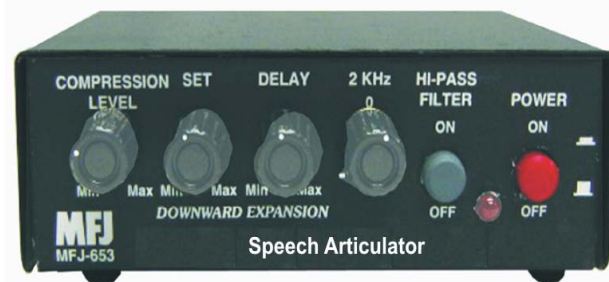 COMPRESSION LEVEL
SET
DELAY
2 KHz
0
HI-PASS FILTER
POWER
ON
ON
Min Max
Min Max
Min Max
OFF
OFF
DOWNWARD EXPANSION
MFJ
MFJ-653
Speech Articulator